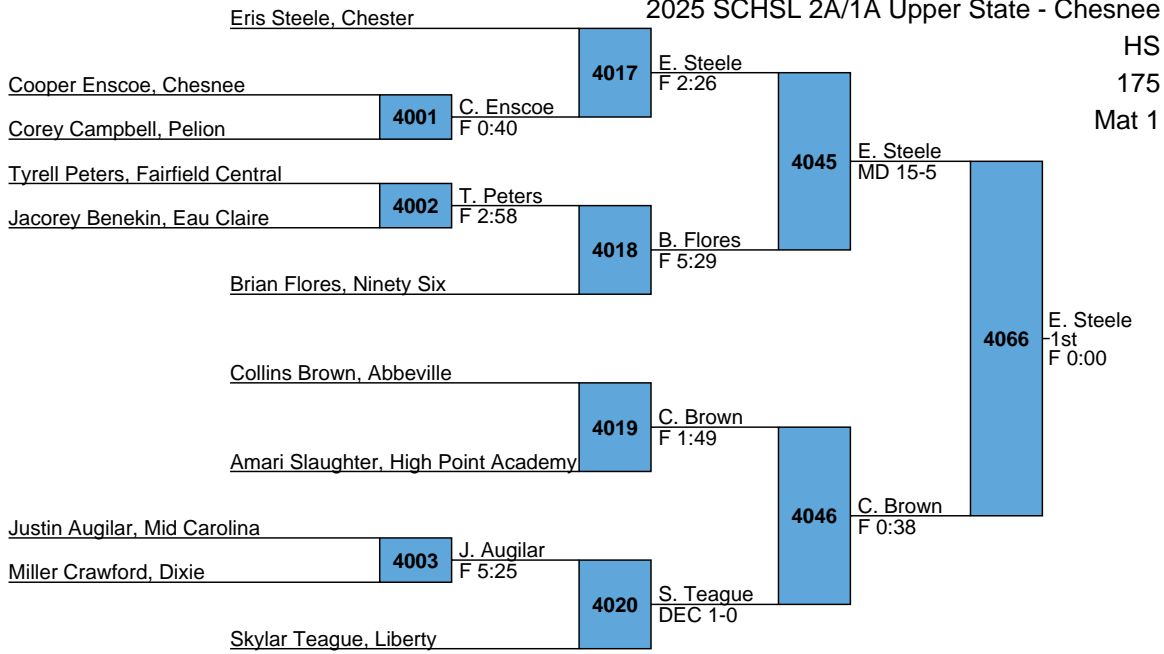 2025 SCHSL 2A/1A Upper State - Chesnee
HS
175
Mat 1
Eris Steele, Chester
Cooper Enscoe, Chesnee
Corey Campbell, Pelion
4001
C. Enscoe
F 0:40
4017
E. Steele
F 2:26
Tyrell Peters, Fairfield Central
Jacorey Benekin, Eau Claire
4002
T. Peters
F 2:58
Brian Flores, Ninety Six
4018
B. Flores
F 5:29
4045
E. Steele
MD 15-5
Collins Brown, Abbeville
Amari Slaughter, High Point Academy
4019
C. Brown
F 1:49
Justin Augilar, Mid Carolina
Miller Crawford, Dixie
4003
J. Augilar
F 5:25
Skylar Teague, Liberty
4020
S. Teague
DEC 1-0
4046
C. Brown
F 0:38
4066
E. Steele
1st
F 0:00